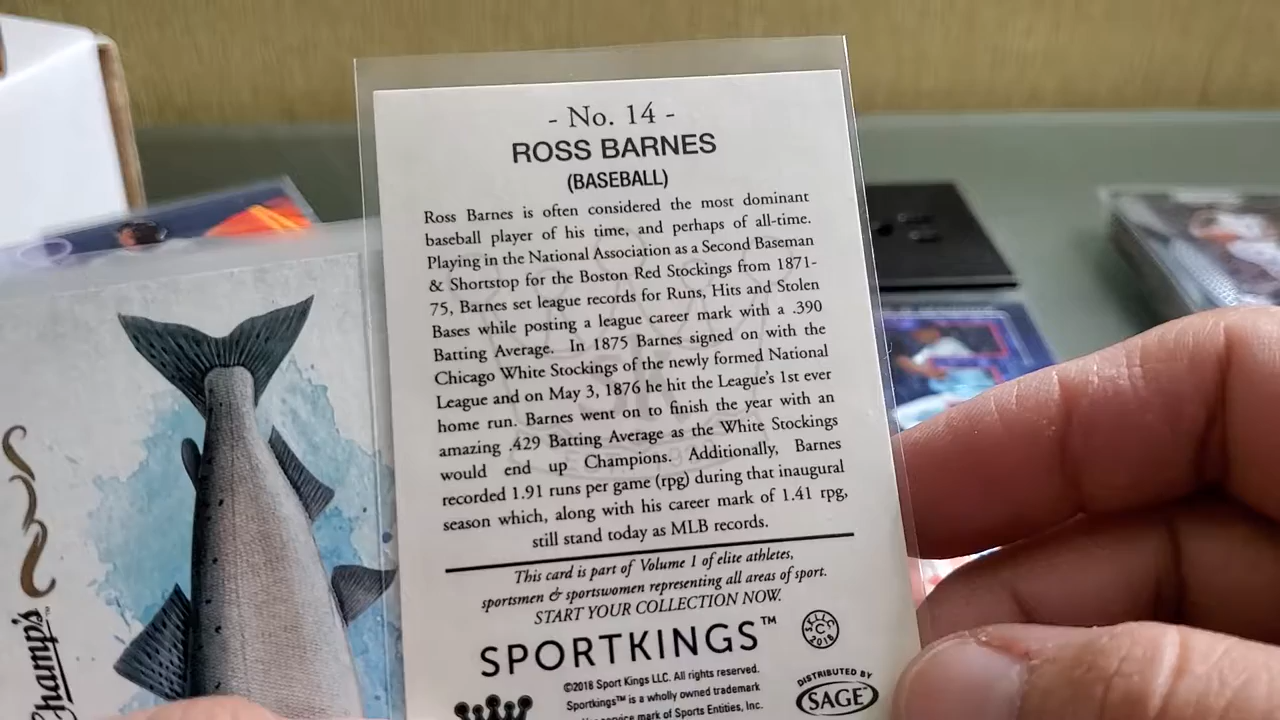 - No. 14 -
ROSS BARNES
(BASEBALL)
Ross Barnes is often considered the most dominant
baseball player of his time, and perhaps of all-time.
Playing in the National Association as a Second Baseman
& Shortstop for the Boston Red Stockings from 1871-
75, Barnes set league records for Runs, Hits and Stolen
Bases while posting a league career mark with a .390
Batting Average. In 1875 Barnes signed on with the
Chicago White Stockings of the newly formed National
League and on May 3, 1876 he hit the League's 1st ever
home run. Barnes went on to finish the year with an
amazing .429 Batting Average as the White Stockings
would end up Champions. Additionally, Barnes
recorded 1.91 runs per game (rpg) during that inaugural
season which, along with his career mark of 1.41 rpg,
still stand today as MLB records.
This card is part of Volume 1 of elite athletes,
sportsmen & sportswomen representing all areas of sport.
START YOUR COLLECTION NOW.
SPORTKINGS™
©2018 Sport Kings LLC. All rights reserved.
Sportkings™ is a wholly owned trademark
service mark of Sports Entities, Inc.
2018
DISTRIBUTED BY
SAGE
Champ's